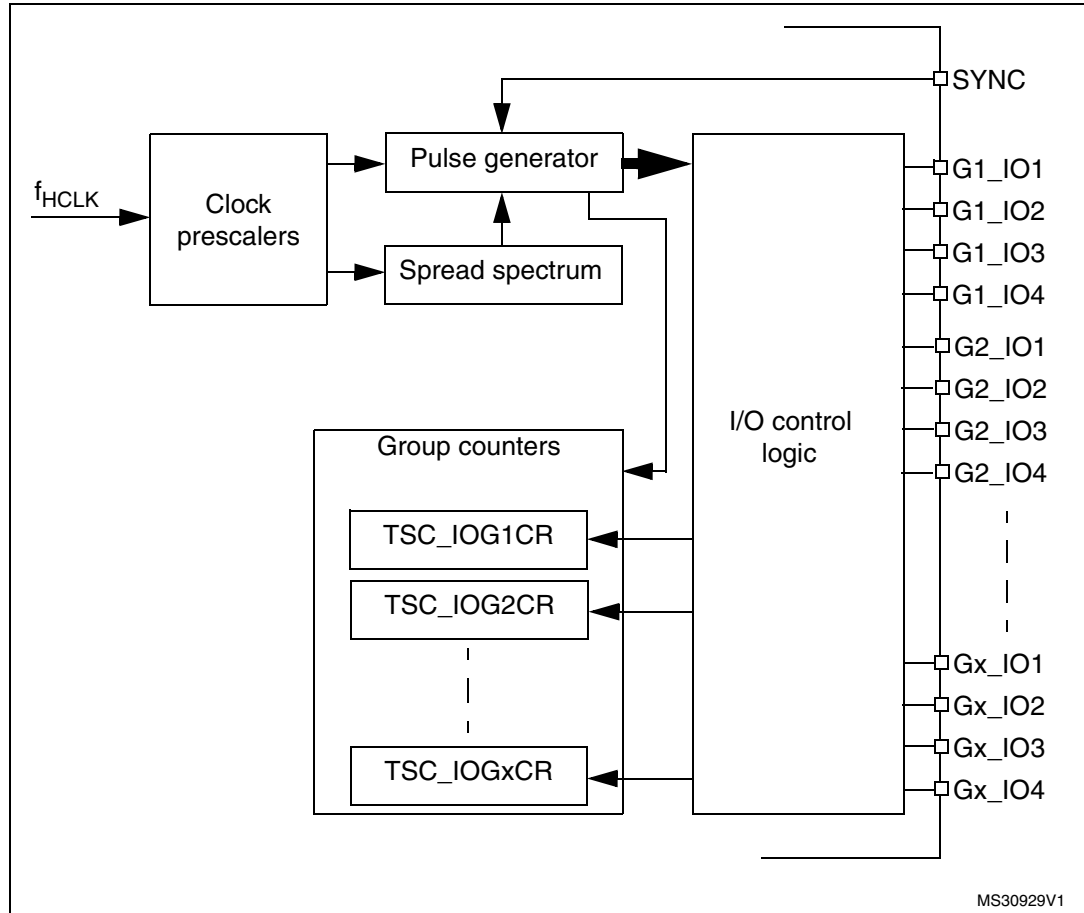 SYNC
Pulse generator
G1_IO1
fHCLK
Clock
prescalers
G1_IO2
G1_IO3
Spread spectrum
G1_IO4
G2_IO1
G2_IO2
I/O control
logic
G2_IO3
Group counters
G2_IO4
TSC_IOG1CR
TSC_IOG2CR
Gx_IO1
Gx_IO2
Gx_IO3
TSC_IOGxCR
Gx_IO4
MS30929V1